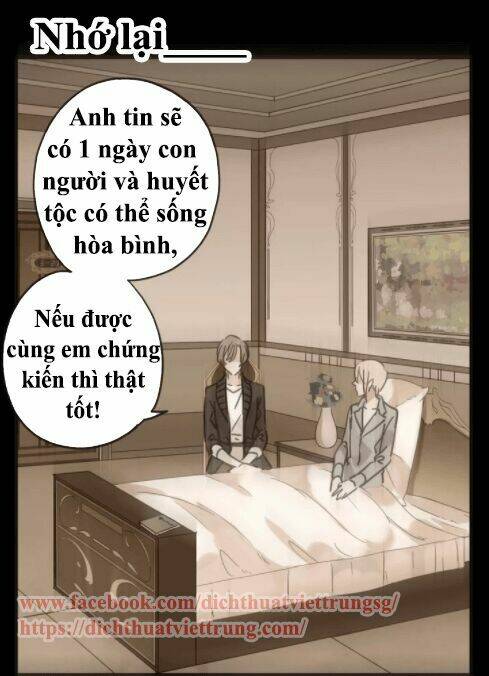 Nhớ lại____
Anh tin sẽ
có 1 ngày con
người và huyết
tộc có thể sống
hòa bình,
Nếu được
cùng em chứng
kiến thì thật
tốt!
www.facebook.com/dichthuatviettrungsg/
https://dichthuatviettrung.com/